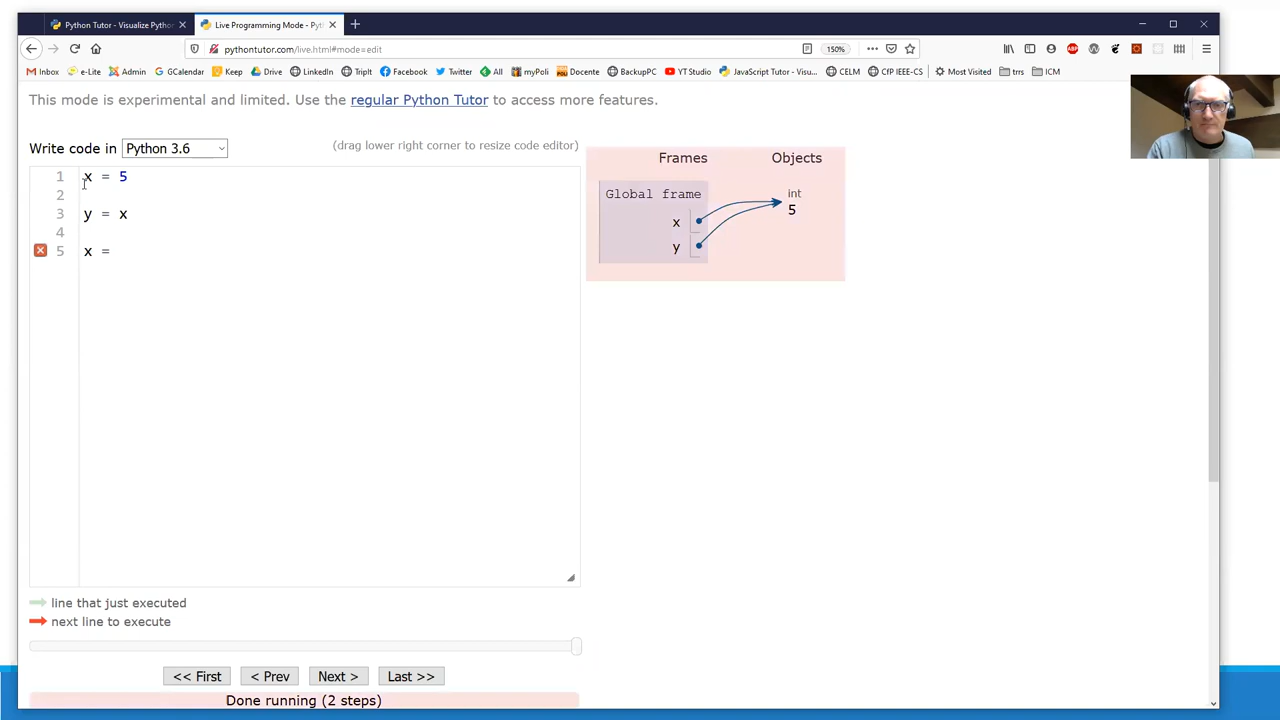 Python Tutor - Visualize Python
Live Programming Mode - Pyt
pythontutor.com/live.html#mode=edit
150%
Inbox
e-Lite
Admin
GCalendar
Keep
Drive
LinkedIn
TripIt
Facebook
Twitter
All
myPoli
Docente
BackupPC
YT Studio
JavaScript Tutor - Visu...
CELM
CfP IEEE-CS
Most Visited
trrs
ICM
This mode is experimental and limited. Use the regular Python Tutor to access more features.
Write code in Python 3.6
(drag lower right corner to resize code editor)
1 x = 5
2
3 y = x
4
5 x =
Frames Objects
Global frame
x
y
int
5
line that just executed
next line to execute
<< First < Prev Next > Last >>
Done running (2 steps)